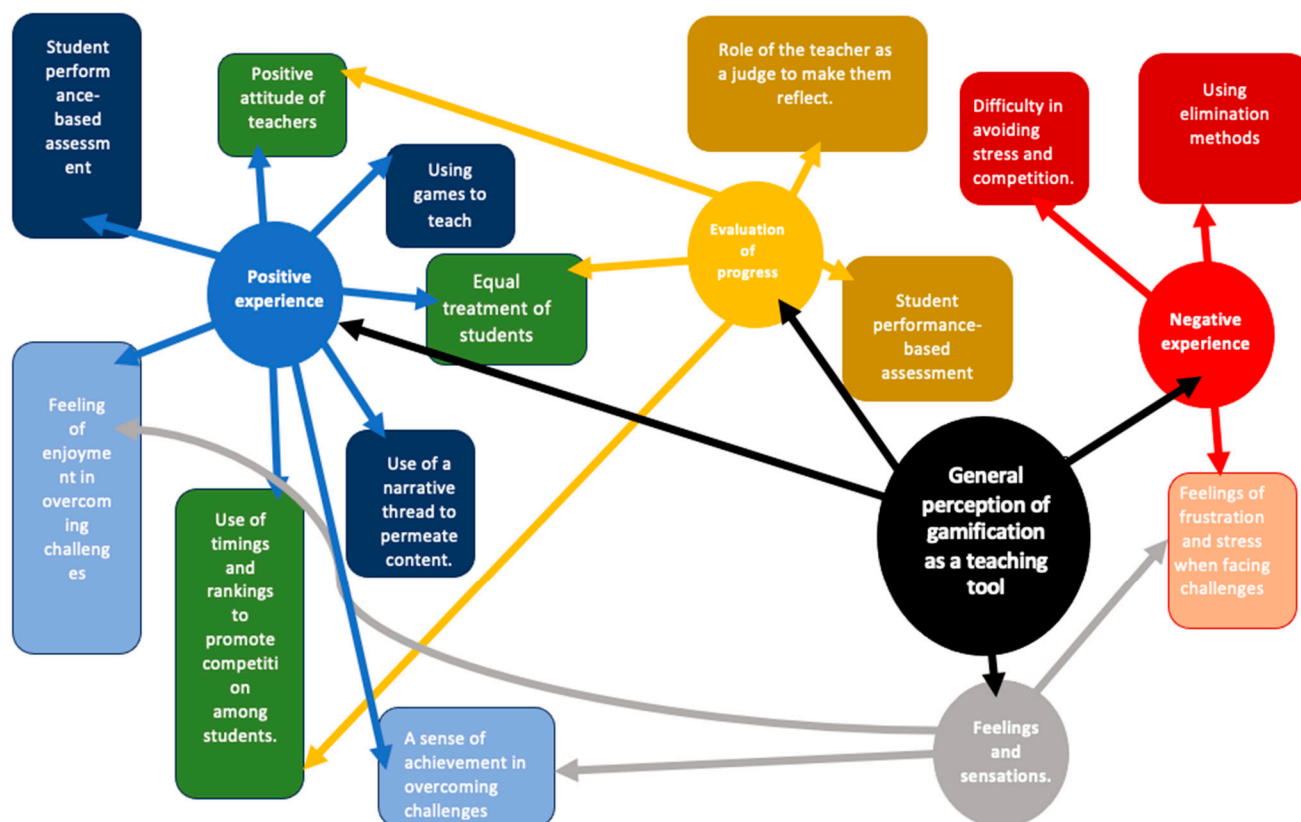 Student
perform
ance-
based
assessm
ent
Positive
attitude of
teachers
Using
games to
teach
Role of the teacher as
a judge to make them
reflect.
Difficulty in
avoiding
stress and
competition.
Using
elimination
methods
Positive
experience
Evaluation
of
progress
Equal
treatment of
students
Student
performance-
based
assessment
Negative
experience
Feeling
of
enjoyme
nt in
overcom
ing
challeng
es
Use of
timings
and
rankings
to
promote
competiti
on
among
students.
Use of a
narrative
thread to
permeate
content.
General
perception of
gamification
as a teaching
tool
Feelings of
frustration
and stress
when facing
challenges
A sense of
achievement in
overcoming
challenges
Feelings
and
sensations.